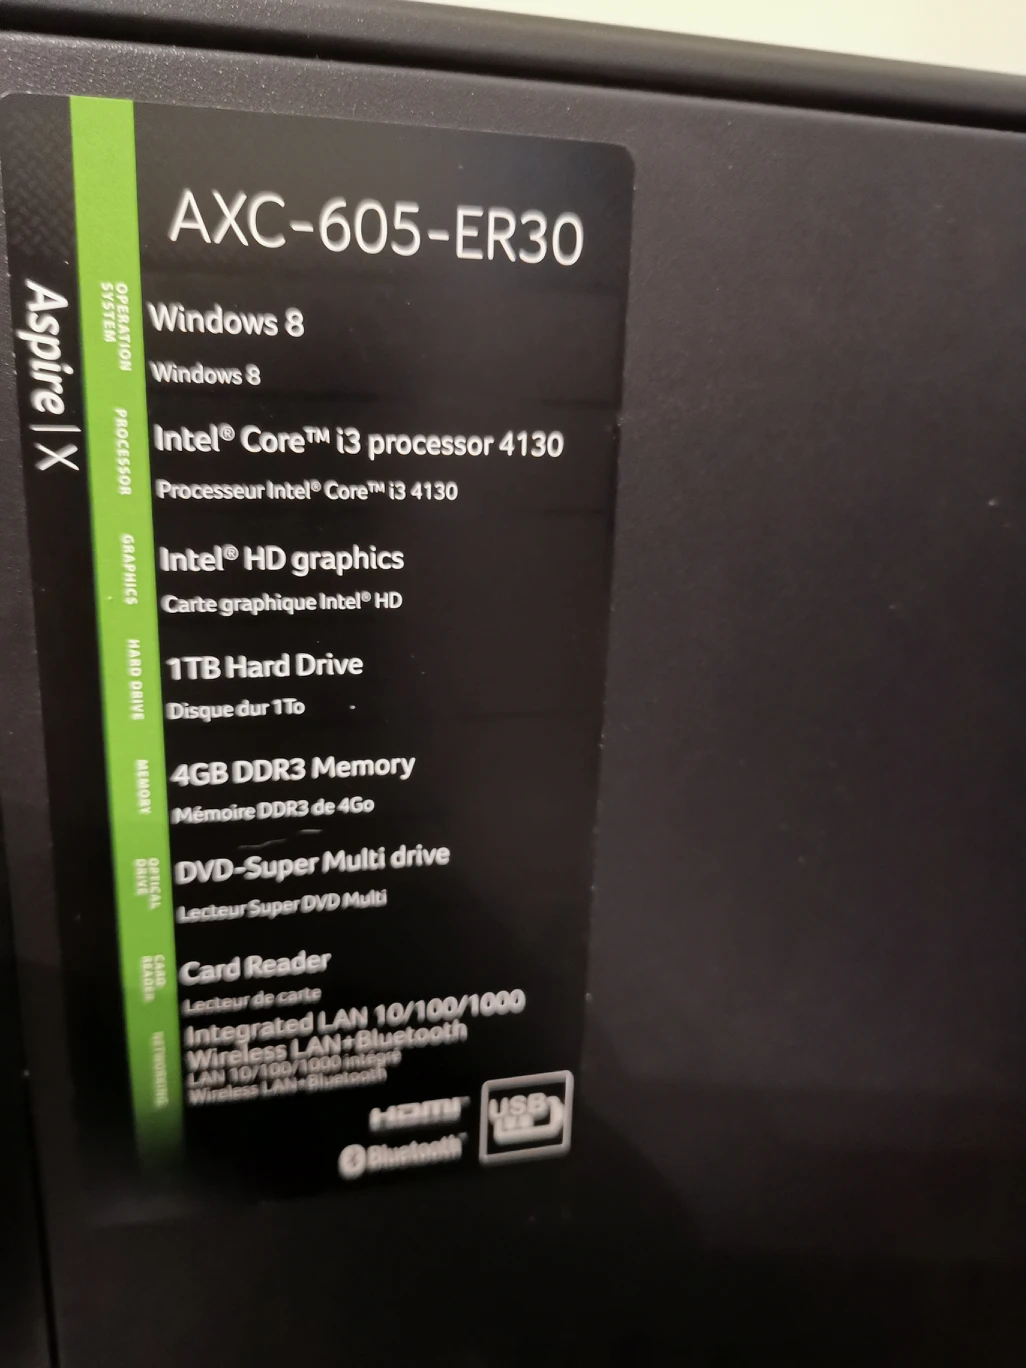 AXC-605-ER30
Aspire | X
OPERATION
SYSTEM
Windows 8
Windows 8
PROCESSOR
Intel® Core™ i3 processor 4130
Processeur Intel® Core™ i3 4130
GRAPHICS
Intel® HD graphics
Carte graphique Intel® HD
HARD DRIVE
1TB Hard Drive
Disque dur 1To
MEMORY
4GB DDR3 Memory
Mémoire DDR3 de 4Go
OPTICAL
DRIVE
DVD-Super Multi drive
Lecteur Super DVD Multi
CARD
READER
Card Reader
Lecteur de carte
NETWORKING
Integrated LAN 10/100/1000
Wireless LAN+Bluetooth
LAN 10/100/1000 intégré
Wireless LAN+Bluetooth
HDMI™
USB
Bluetooth™